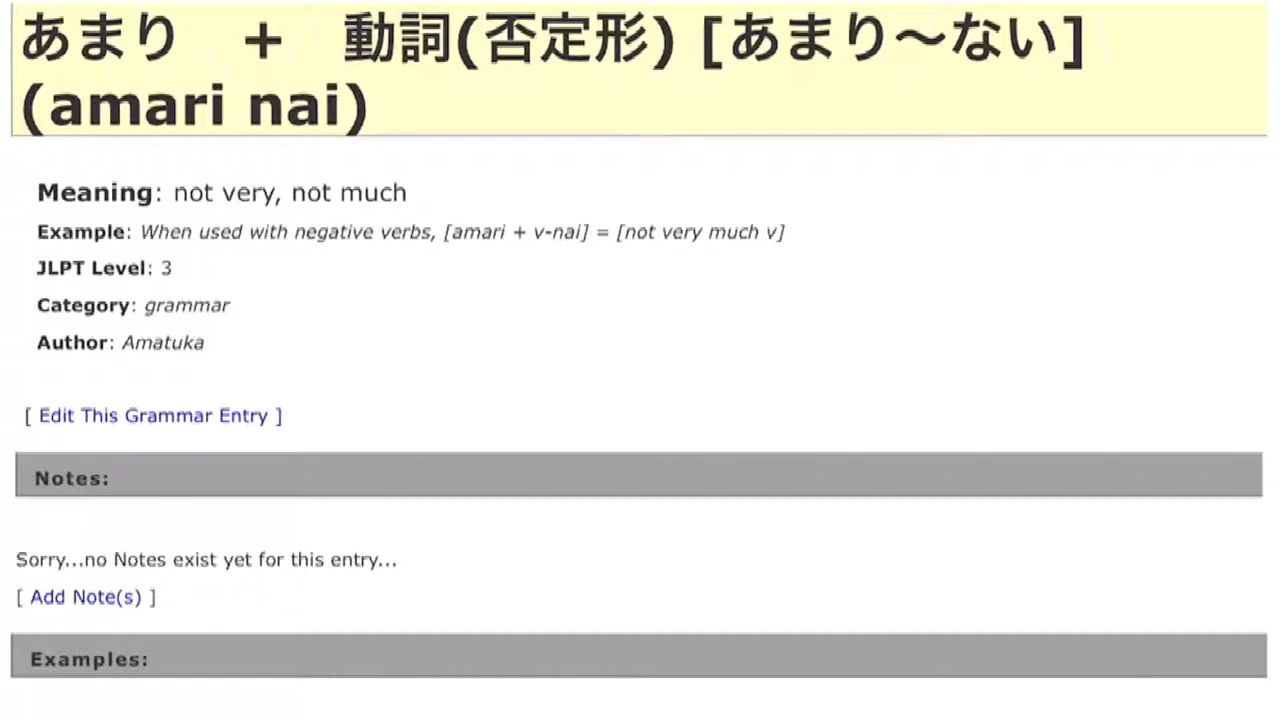 あまり　+　動詞(否定形) [あまり〜ない]
(amari nai)
Meaning: not very, not much
Example: When used with negative verbs, [amari + v-nai] = [not very much v]
JLPT Level: 3
Category: grammar
Author: Amatuka
[ Edit This Grammar Entry ]
Notes:
Sorry...no Notes exist yet for this entry...
[ Add Note(s) ]
Examples: